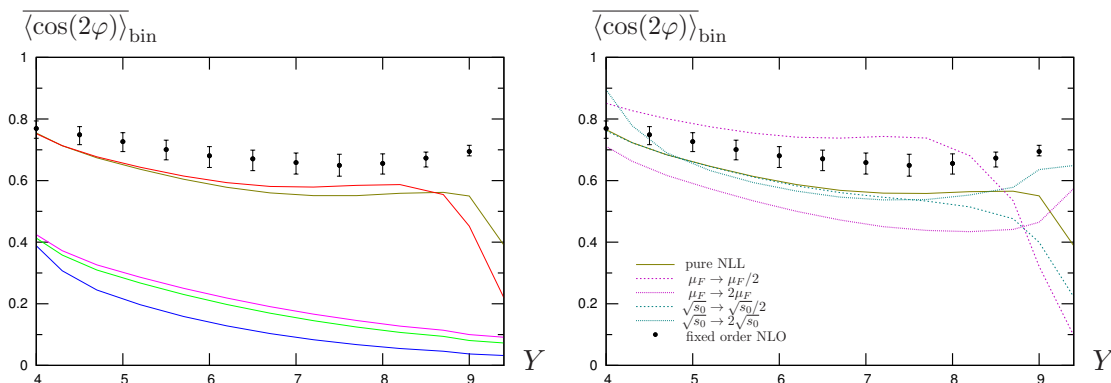 ⟨cos(2φ)⟩bin
1
0.8
0.6
0.4
0.2
0
4 5 6 7 8 9
Y
⟨cos(2φ)⟩bin
1
0.8
0.6
0.4
0.2
0
pure NLL
μF → μF/2
μF → 2μF
√s0 → √s0/2
√s0 → 2√s0
fixed order NLO
4 5 6 7 8 9
Y